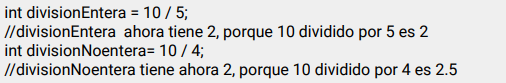 int divisionEntera = 10 / 5;
//divisionEntera  ahora tiene 2, porque 10 dividido por 5 es 2
int divisionNoentera= 10 / 4;
//divisionNoentera tiene ahora 2, porque 10 dividido por 4 es 2.5